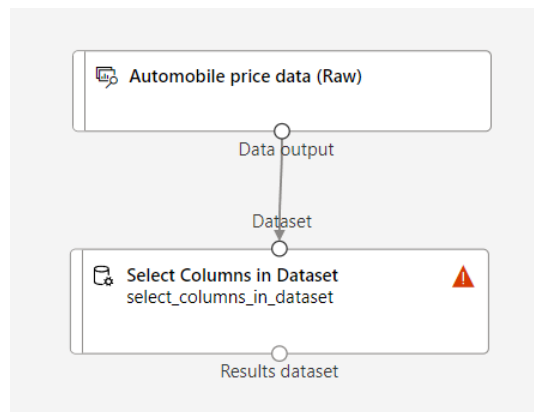 Automobile price data (Raw)
Data output
Dataset
Select Columns in Dataset
select_columns_in_dataset
Results dataset